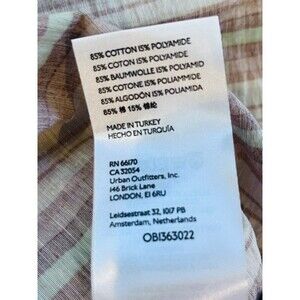 85% COTTON 15% POLYAMIDE
85% COTON 15% POLYAMIDE
85% BAUMWOLLE 15% POLYAMID
85% COTONE 15% POLIAMMIDE
85% ALGODÓN 15% POLIAMIDA
85% 棉 15% 锦纶
MADE IN TURKEY
HECHO EN TURQUÍA
RN 66170
CA 32054
Urban Outfitters, Inc.
146 Brick Lane
LONDON, E1 6RU
Leidsestraat 32, 1017 PB
Amsterdam, Netherlands
OB1363022